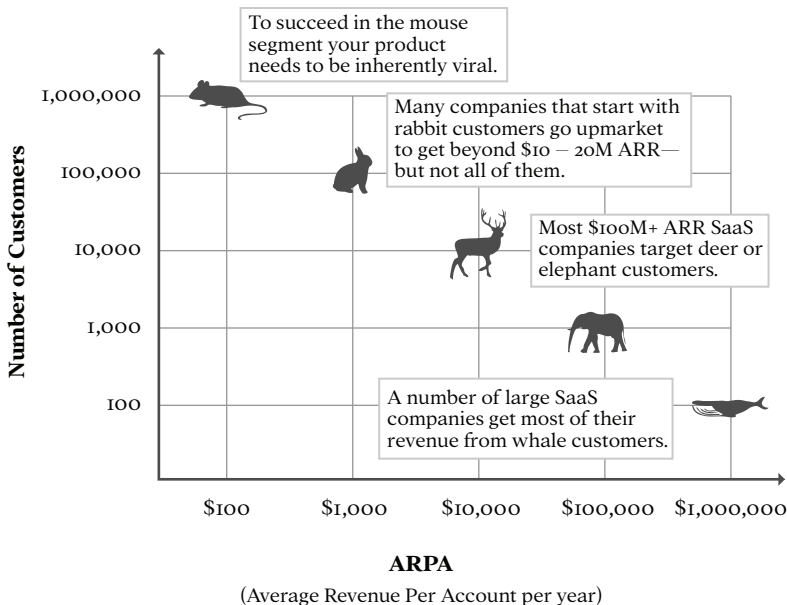 To succeed in the mouse
segment your product
needs to be inherently viral.
1,000,000
Many companies that start with
rabbit customers go upmarket
to get beyond $10 – 20M ARR—
but not all of them.
100,000
Most $100M+ ARR SaaS
companies target deer or
elephant customers.
10,000
1,000
A number of large SaaS
companies get most of their
revenue from whale customers.
100
Number of Customers
$100 $1,000 $10,000 $100,000 $1,000,000
ARPA
(Average Revenue Per Account per year)